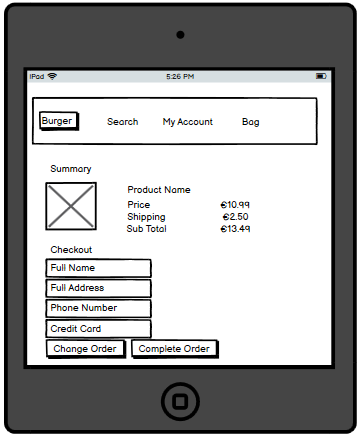 iPad 5:26 PM
Burger Search My Account Bag
Summary
Product Name
Price €10.99
Shipping €2.50
Sub Total €13.49
Checkout
Full Name
Full Address
Phone Number
Credit Card
Change Order Complete Order